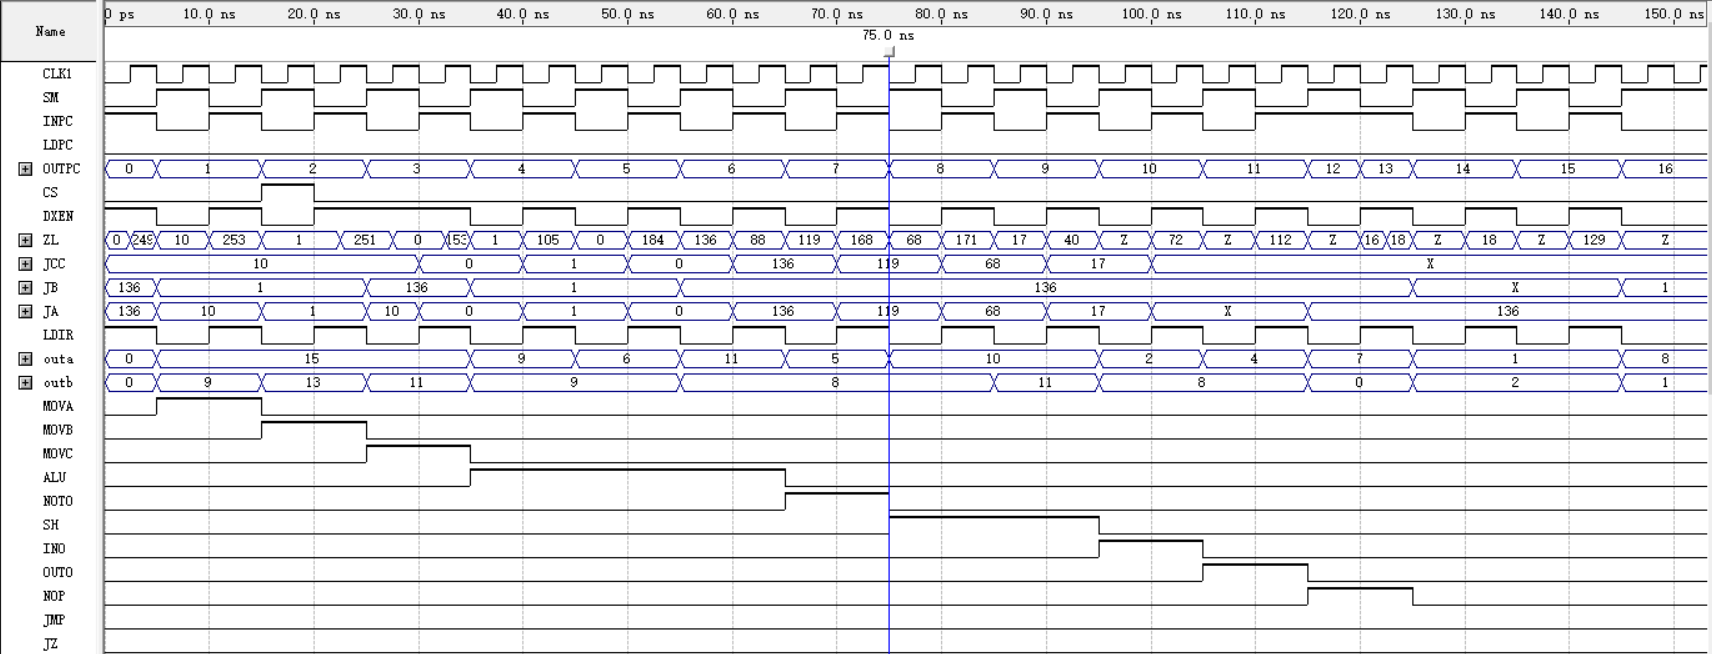 Name
0 ps 10.0 ns 20.0 ns 30.0 ns 40.0 ns 50.0 ns 60.0 ns 70.0 ns 80.0 ns 90.0 ns 100.0 ns 110.0 ns 120.0 ns 130.0 ns 140.0 ns 150.0 ns
75.0 ns
CLK1
SM
INPC
LDPC
OUTPC 0 1 2 3 4 5 6 7 8 9 10 11 12 13 14 15 16
CS
DXEN
ZL 0 249 10 253 1 251 0 153 1 105 0 184 136 88 119 168 68 171 17 40 Z 72 Z 112 Z 16 18 Z 18 Z 129 Z
JCC 10 0 1 0 136 119 68 17 X
JB 136 1 136 1 136 X 1
JA 136 10 1 10 0 1 0 136 119 68 17 X 136
LDIR
outa 0 15 9 6 11 5 10 2 4 7 1 8
outb 0 9 13 11 9 8 11 8 0 2 1
MOVA
MOVB
MOVC
ALU
NOTO
SH
INO
OUTO
NOP
JMP
JZ